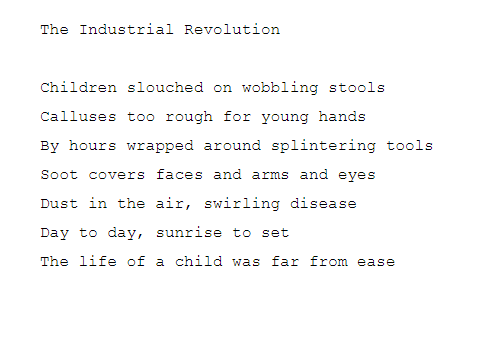 The Industrial Revolution
Children slouched on wobbling stools
Calluses too rough for young hands
By hours wrapped around splintering tools
Soot covers faces and arms and eyes
Dust in the air, swirling disease
Day to day, sunrise to set
The life of a child was far from ease